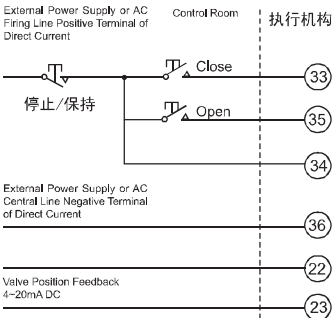 External Power Supply or AC
Firing Line Positive Terminal of
Direct Current
Control Room
执行机构
Close
33
停止/保持
Open
35
34
External Power Supply or AC
Central Line Negative Terminal
of Direct Current
36
22
Valve Position Feedback
4~20mA DC
23